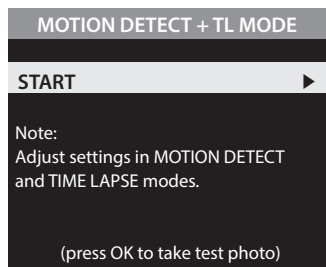 MOTION DETECT + TL MODE
START
Note:
Adjust settings in MOTION DETECT
and TIME LAPSE modes.
(press OK to take test photo)